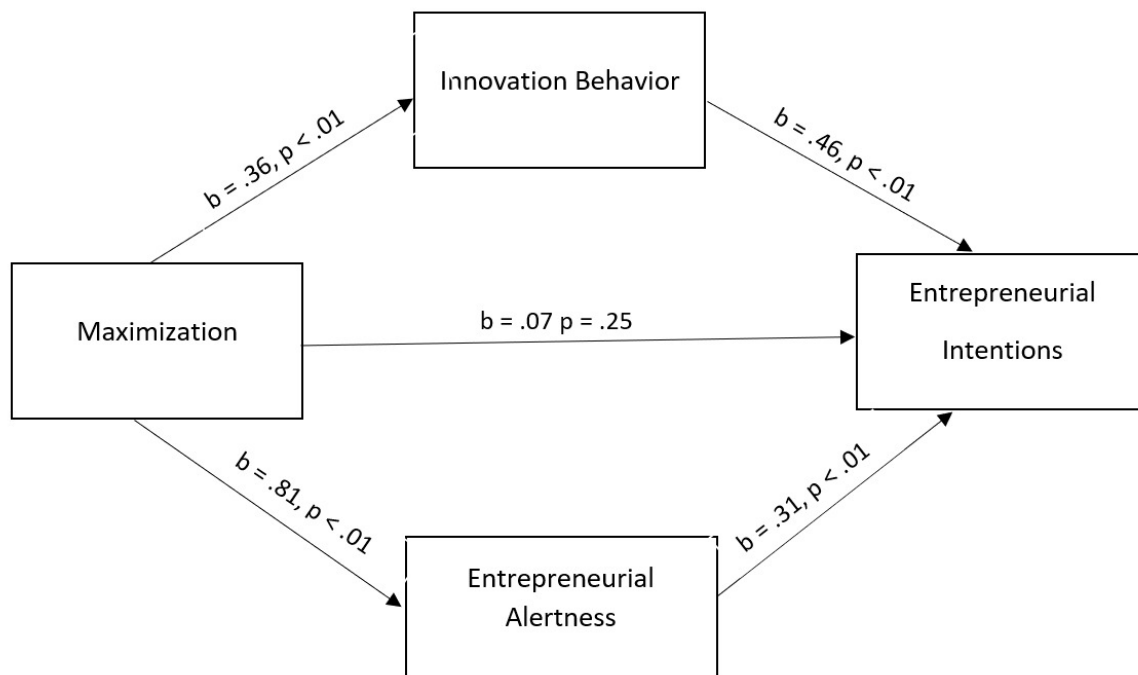 Innovation Behavior
b = .36, p < .01
b = .46, p < .01
Maximization
b = .07 p = .25
Entrepreneurial
Intentions
b = .81, p < .01
b = .31, p < .01
Entrepreneurial
Alertness